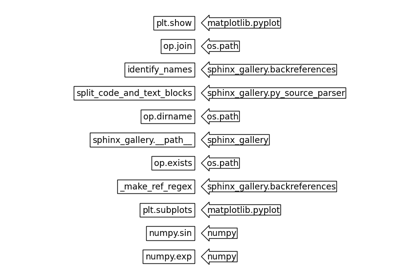 plt.show matplotlib.pyplot
op.join os.path
identify_names sphinx_gallery.backreferences
split_code_and_text_blocks sphinx_gallery.py_source_parser
op.dirname os.path
sphinx_gallery.__path__ sphinx_gallery
op.exists os.path
_make_ref_regex sphinx_gallery.backreferences
plt.subplots matplotlib.pyplot
numpy.sin numpy
numpy.exp numpy